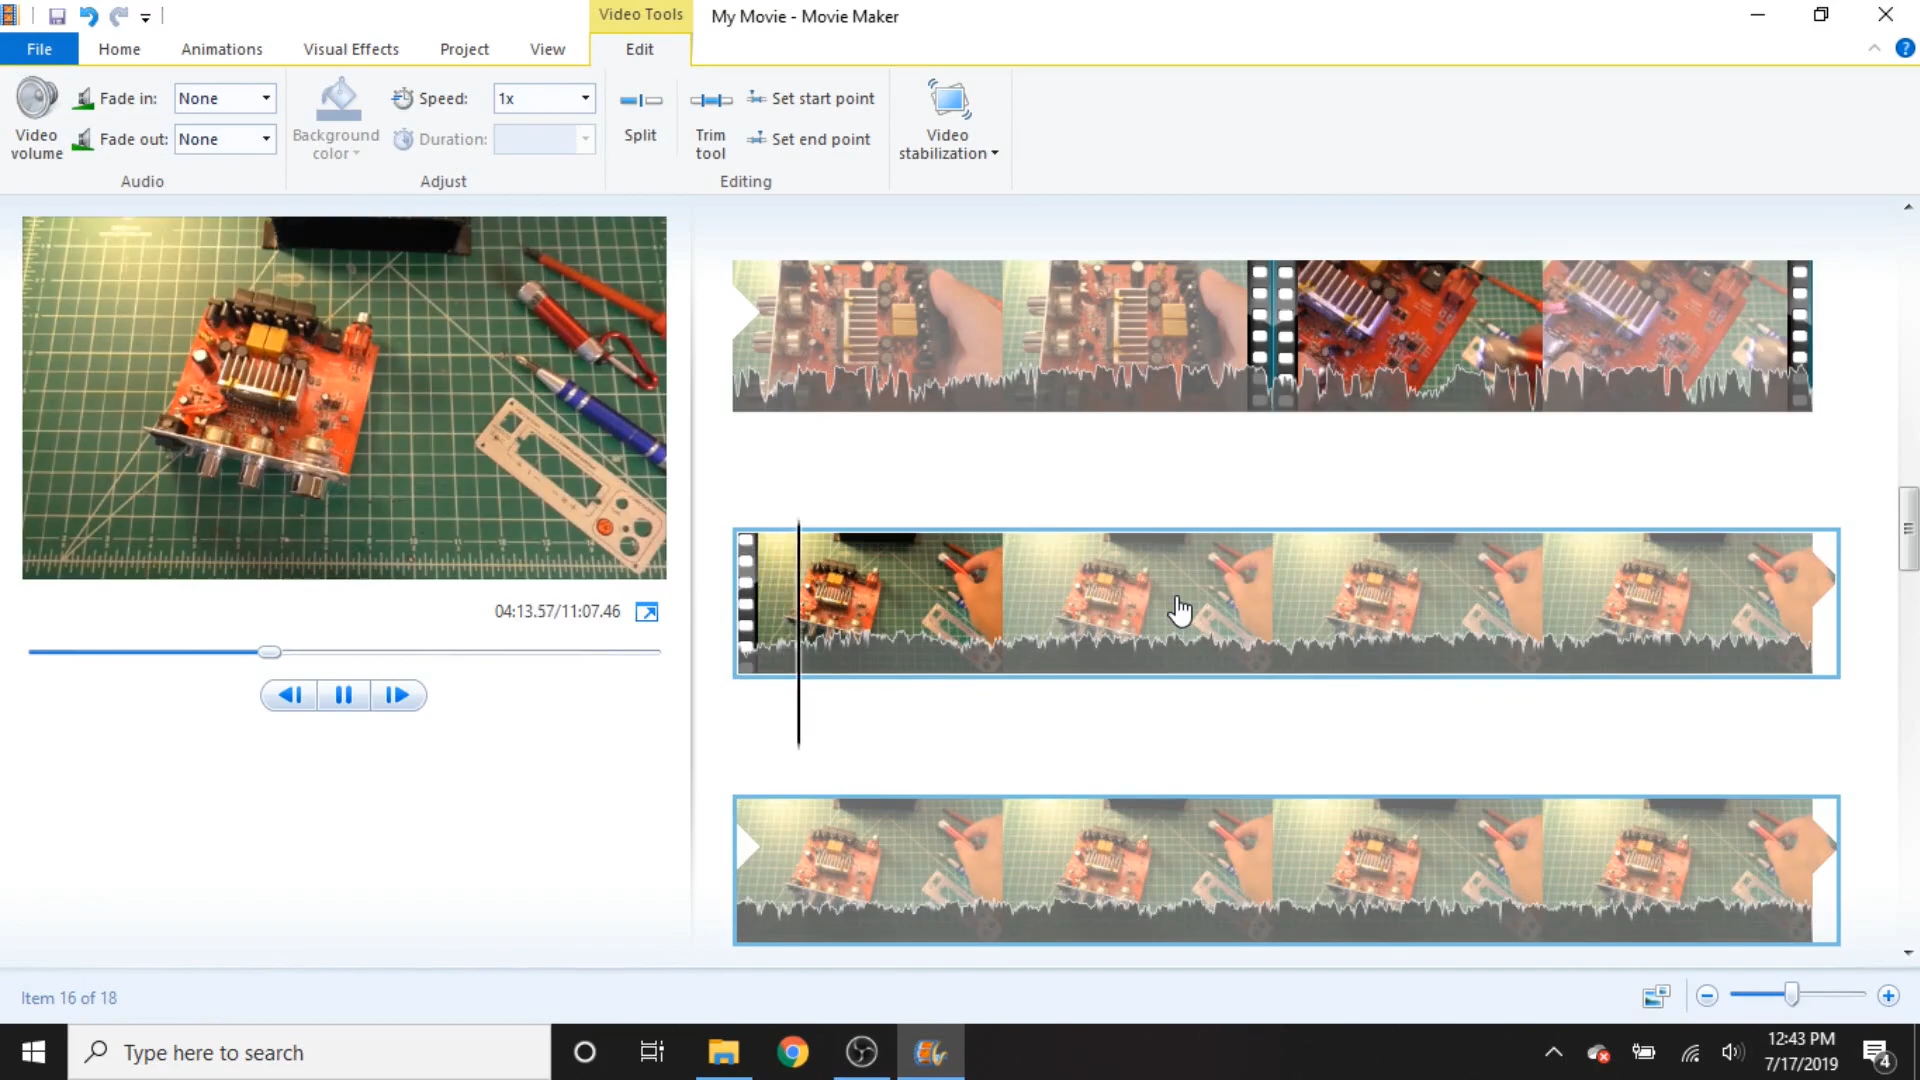 Video Tools
My Movie - Movie Maker
File
Home
Animations
Visual Effects
Project
View
Edit
Video volume
Fade in:
None
Fade out:
None
Audio
Background color
Speed:
1x
Duration:
Adjust
Split
Trim tool
Set start point
Set end point
Editing
Video stabilization
04:13.57/11:07.46
Item 16 of 18
Type here to search
12:43 PM
7/17/2019
4